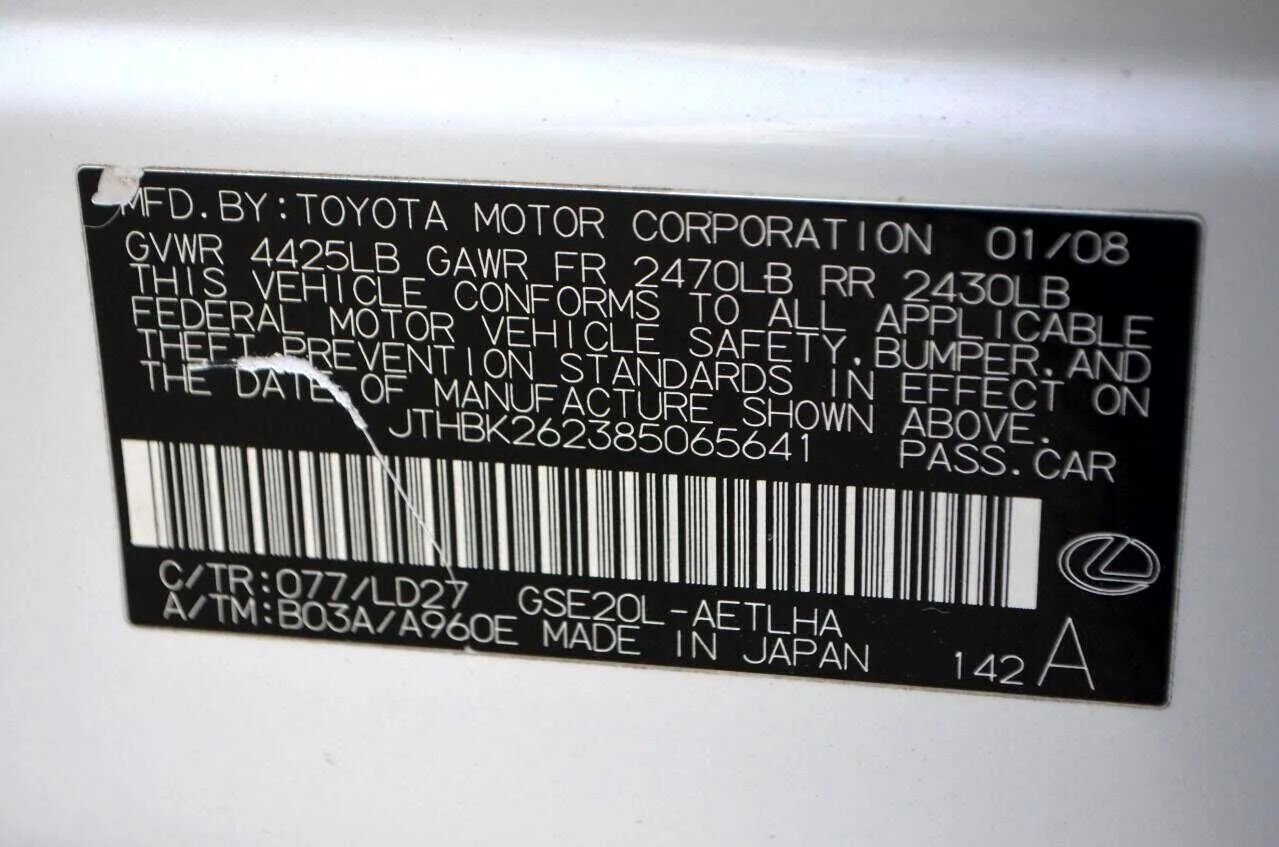 MFD. BY: TOYOTA MOTOR CORPORATION 01/08
GVWR 4425LB GAWR FR 2470LB RR 2430LB
THIS VEHICLE CONFORMS TO ALL APPLICABLE
FEDERAL MOTOR VEHICLE SAFETY, BUMPER, AND
THEFT PREVENTION STANDARDS IN EFFECT ON
THE DATE OF MANUFACTURE SHOWN ABOVE.
JTHBK262385065641 PASS. CAR
C/TR: 077/LD27 GSE20L-AETLHA
A/TM: B03A/A960E MADE IN JAPAN 142 A